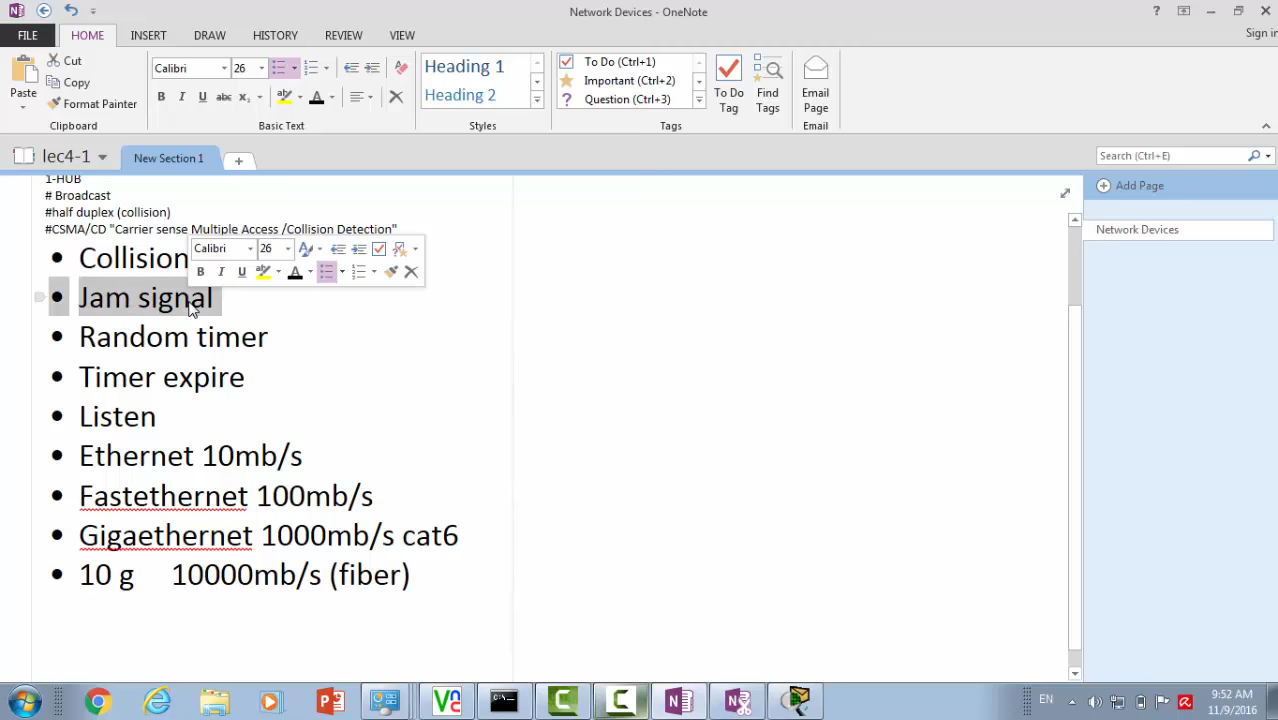 Network Devices - OneNote
Sign in
FILE
HOME
INSERT
DRAW
HISTORY
REVIEW
VIEW
Paste
Cut
Copy
Format Painter
Clipboard
Calibri
26
B I U abc X₂
A
Basic Text
Heading 1
Heading 2
Styles
To Do (Ctrl+1)
Important (Ctrl+2)
Question (Ctrl+3)
Tags
To Do
Tag
Find
Tags
Email
Page
Email
lec4-1
New Section 1
Search (Ctrl+E)
Add Page
Network Devices
1-HUB
# Broadcast
#half duplex (collision)
#CSMA/CD "Carrier sense Multiple Access /Collision Detection"
Calibri
26
B I U
A
• Collision
• Jam signal
• Random timer
• Timer expire
• Listen
• Ethernet 10mb/s
• Fastethernet 100mb/s
• Gigaethernet 1000mb/s cat6
• 10 g 10000mb/s (fiber)
EN
9:52 AM
11/9/2016